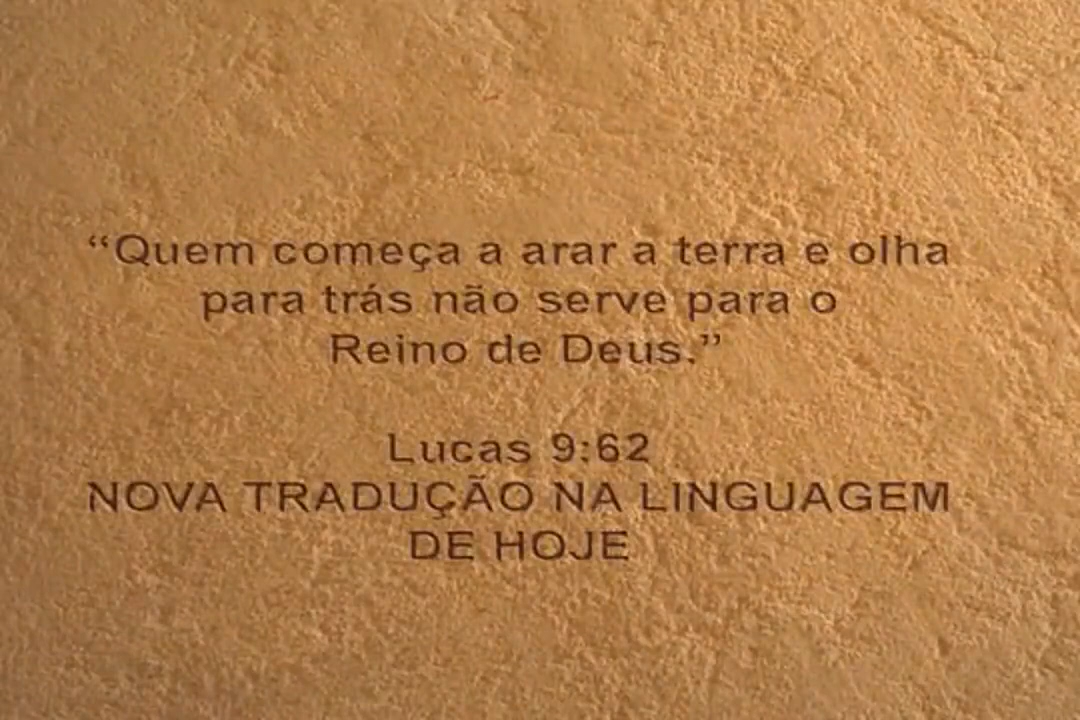 “Quem começa a arar a terra e olha
para trás não serve para o
Reino de Deus.”
Lucas 9:62
NOVA TRADUÇÃO NA LINGUAGEM
DE HOJE